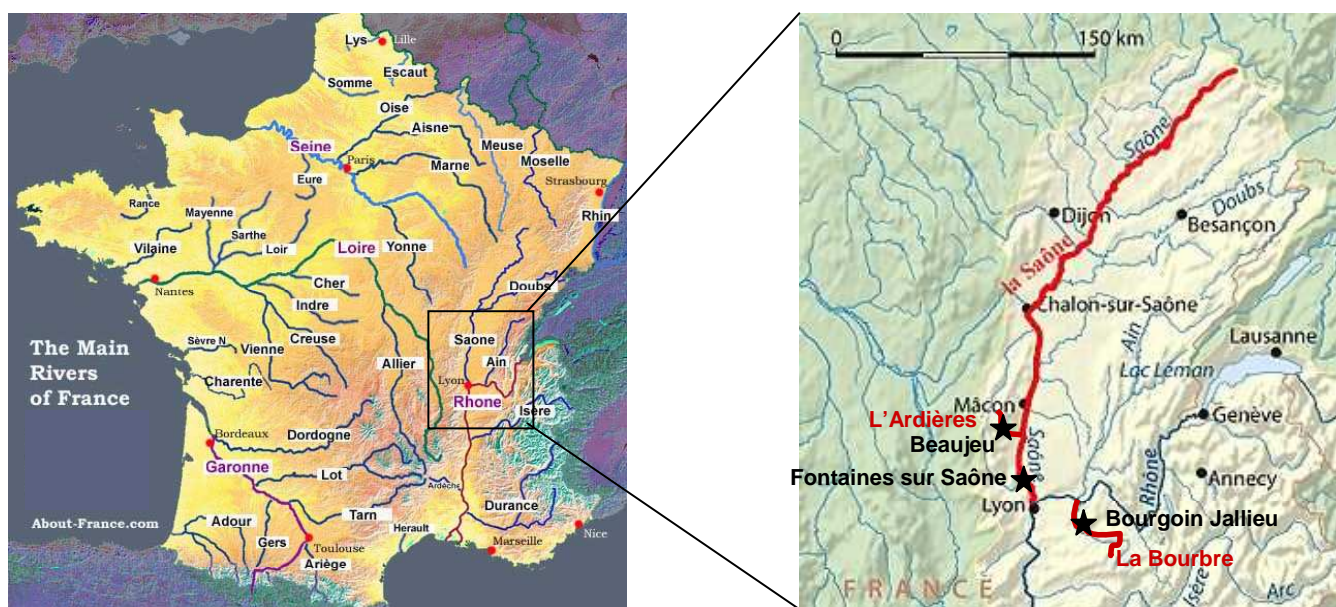 Lys
Lille
Escaut
Somme
Oise
Aisne
Seine
Meuse
Paris
Marne
Moselle
Eure
Strasbourg
Rance
Mayenne
Rhin
Sarthe
Vilaine
Loir
Loire
Yonne
Nantes
Cher
Doubs
Indre
Sèvre N
Vienne
Creuse
Saone
Ain
Allier
Lyon
Charente
Rhone
Isère
The Main
Rivers
of France
Bordeaux
Dordogne
Garonne
Lot
Ardèche
Durance
About-France.com
Adour
Tarn
Herault
Gers
Toulouse
Marseille
Nice
Ariège
0 150 km
Saône
Doubs
Dijon
Besançon
la Saône
Chalon-sur-Saône
Ain
Lausanne
Lac Léman
Mâcon
Genève
L'Ardières
Beaujeu
Saône
Fontaines sur Saône
Rhône
Annecy
Lyon
Bourgoin Jallieu
La Bourbre
FRANCE
Isère
Arc